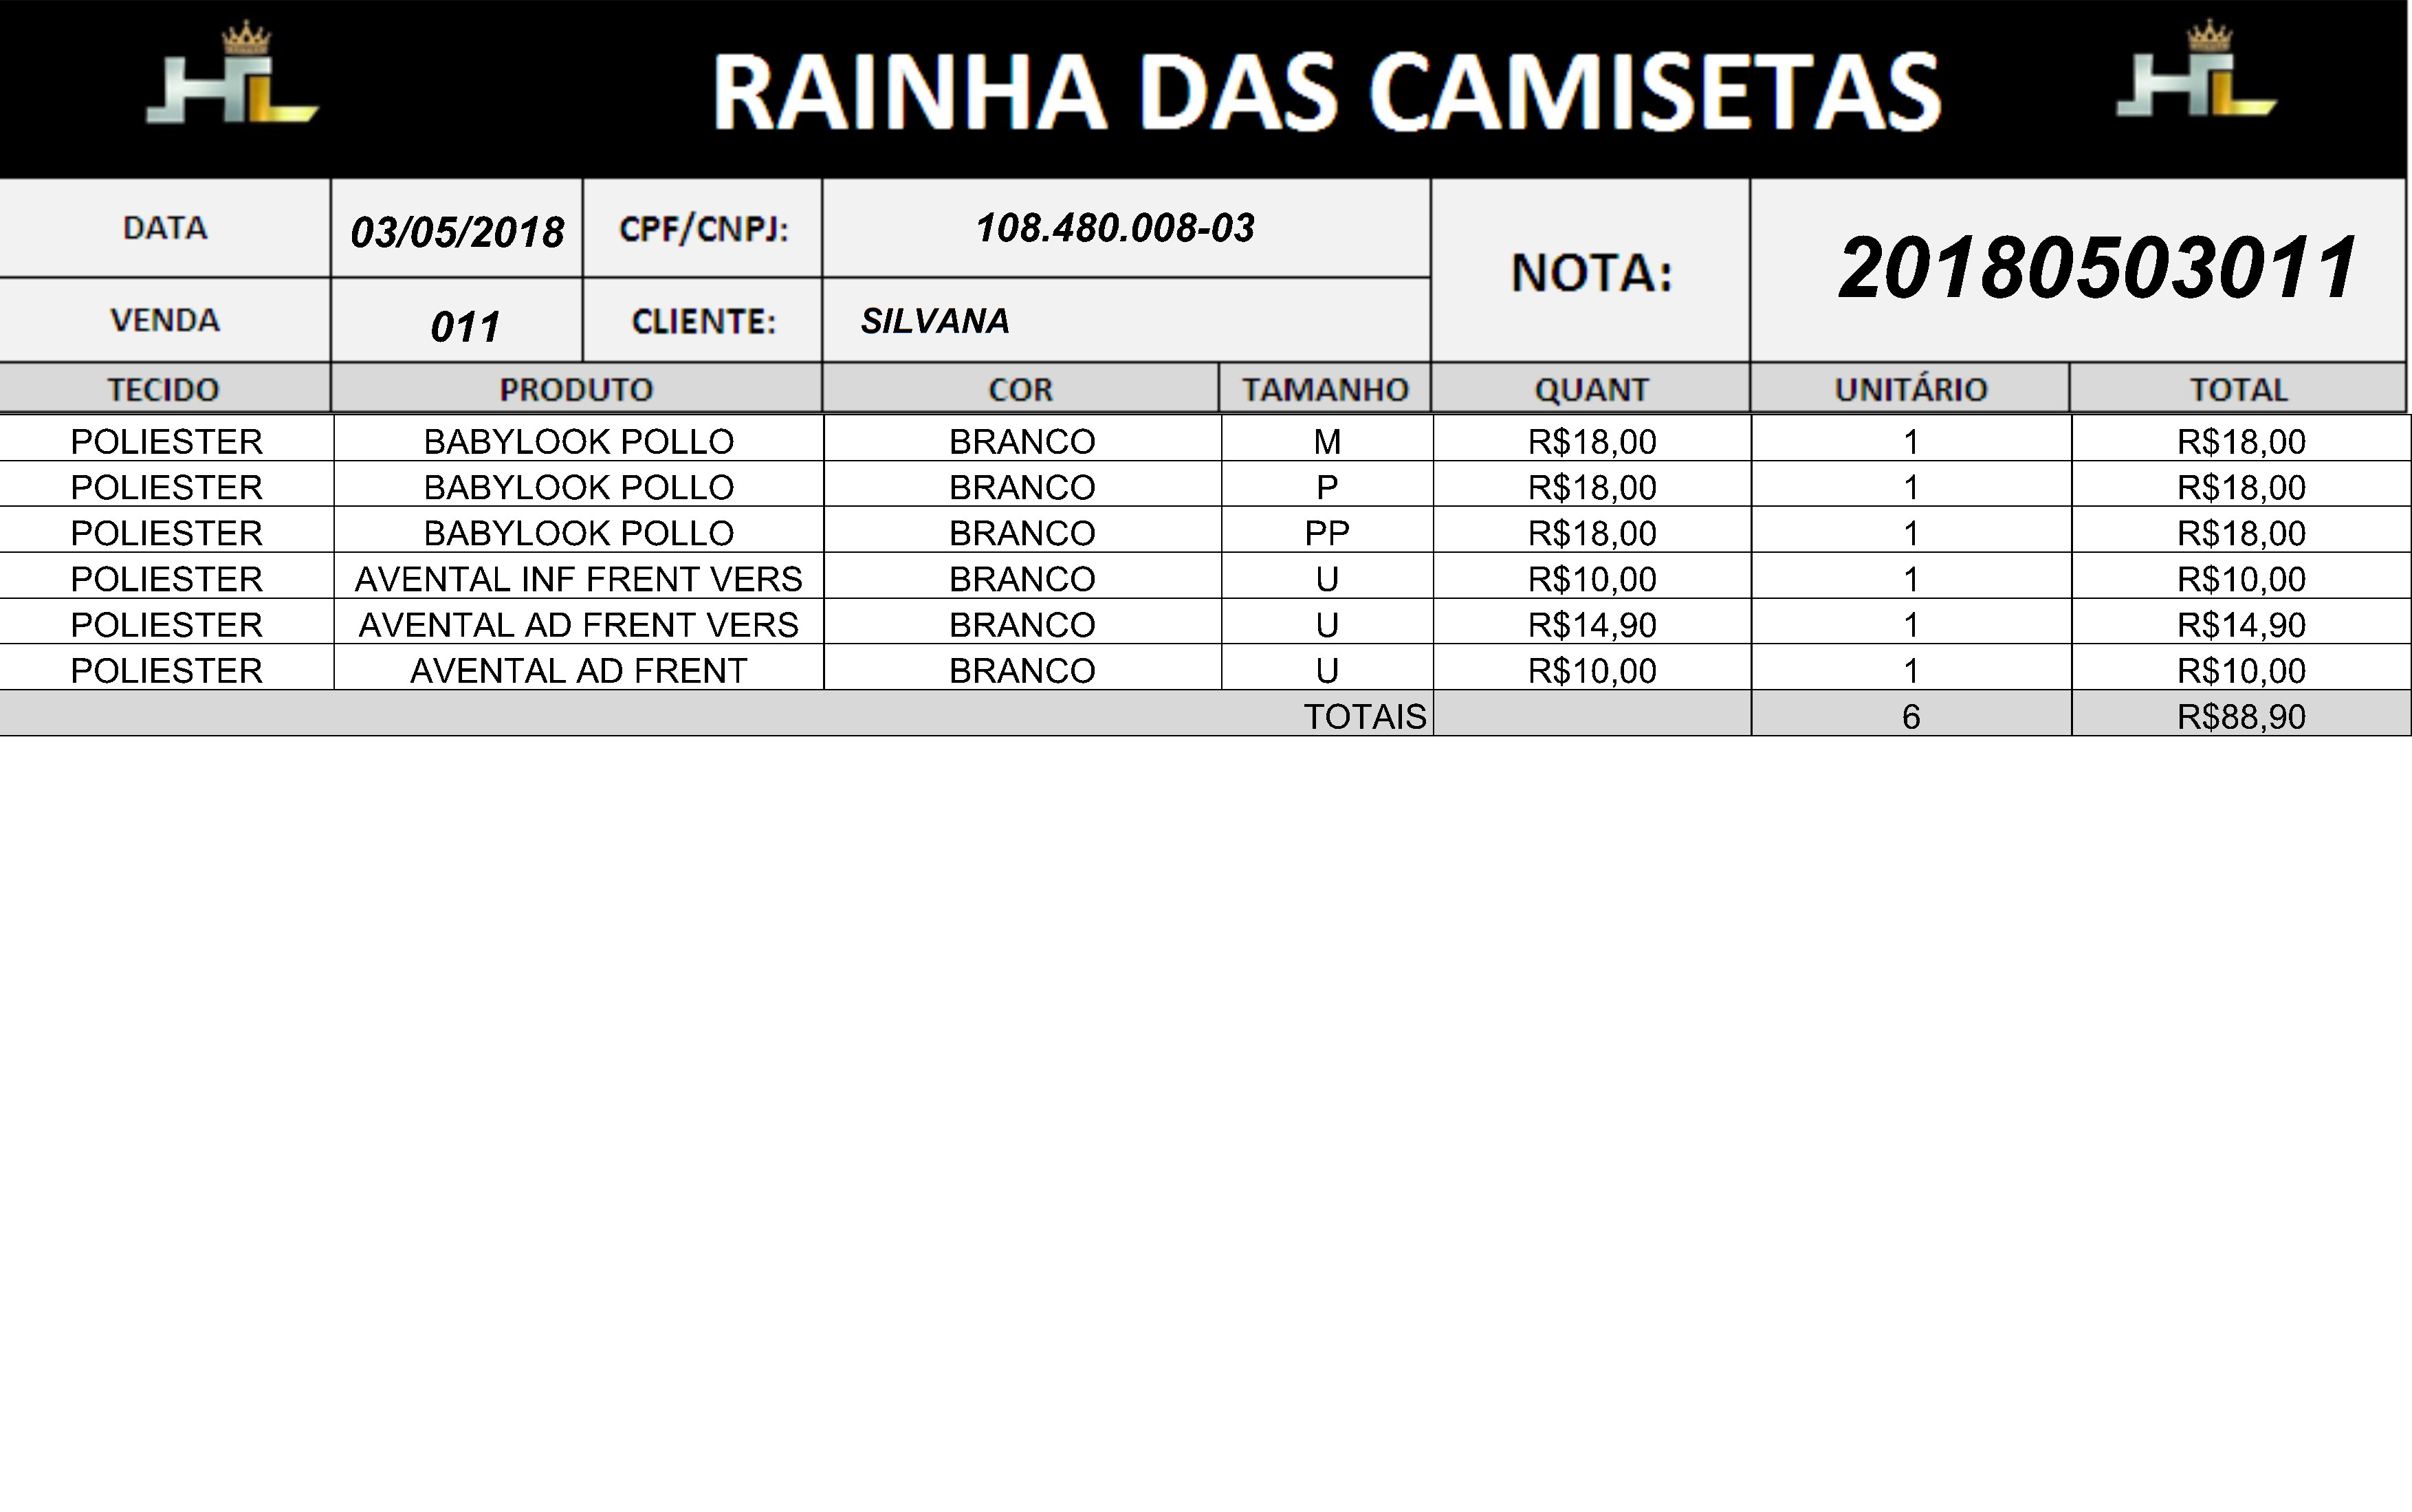 HL RAINHA DAS CAMISETAS HL
DATA 03/05/2018 CPF/CNPJ: 108.480.008-03 NOTA: 20180503011
VENDA 011 CLIENTE: SILVANA
TECIDO PRODUTO COR TAMANHO QUANT UNITÁRIO TOTAL
POLIESTER BABYLOOK POLLO BRANCO M R$18,00 1 R$18,00
POLIESTER BABYLOOK POLLO BRANCO P R$18,00 1 R$18,00
POLIESTER BABYLOOK POLLO BRANCO PP R$18,00 1 R$18,00
POLIESTER AVENTAL INF FRENT VERS BRANCO U R$10,00 1 R$10,00
POLIESTER AVENTAL AD FRENT VERS BRANCO U R$14,90 1 R$14,90
POLIESTER AVENTAL AD FRENT BRANCO U R$10,00 1 R$10,00
TOTAIS 6 R$88,90